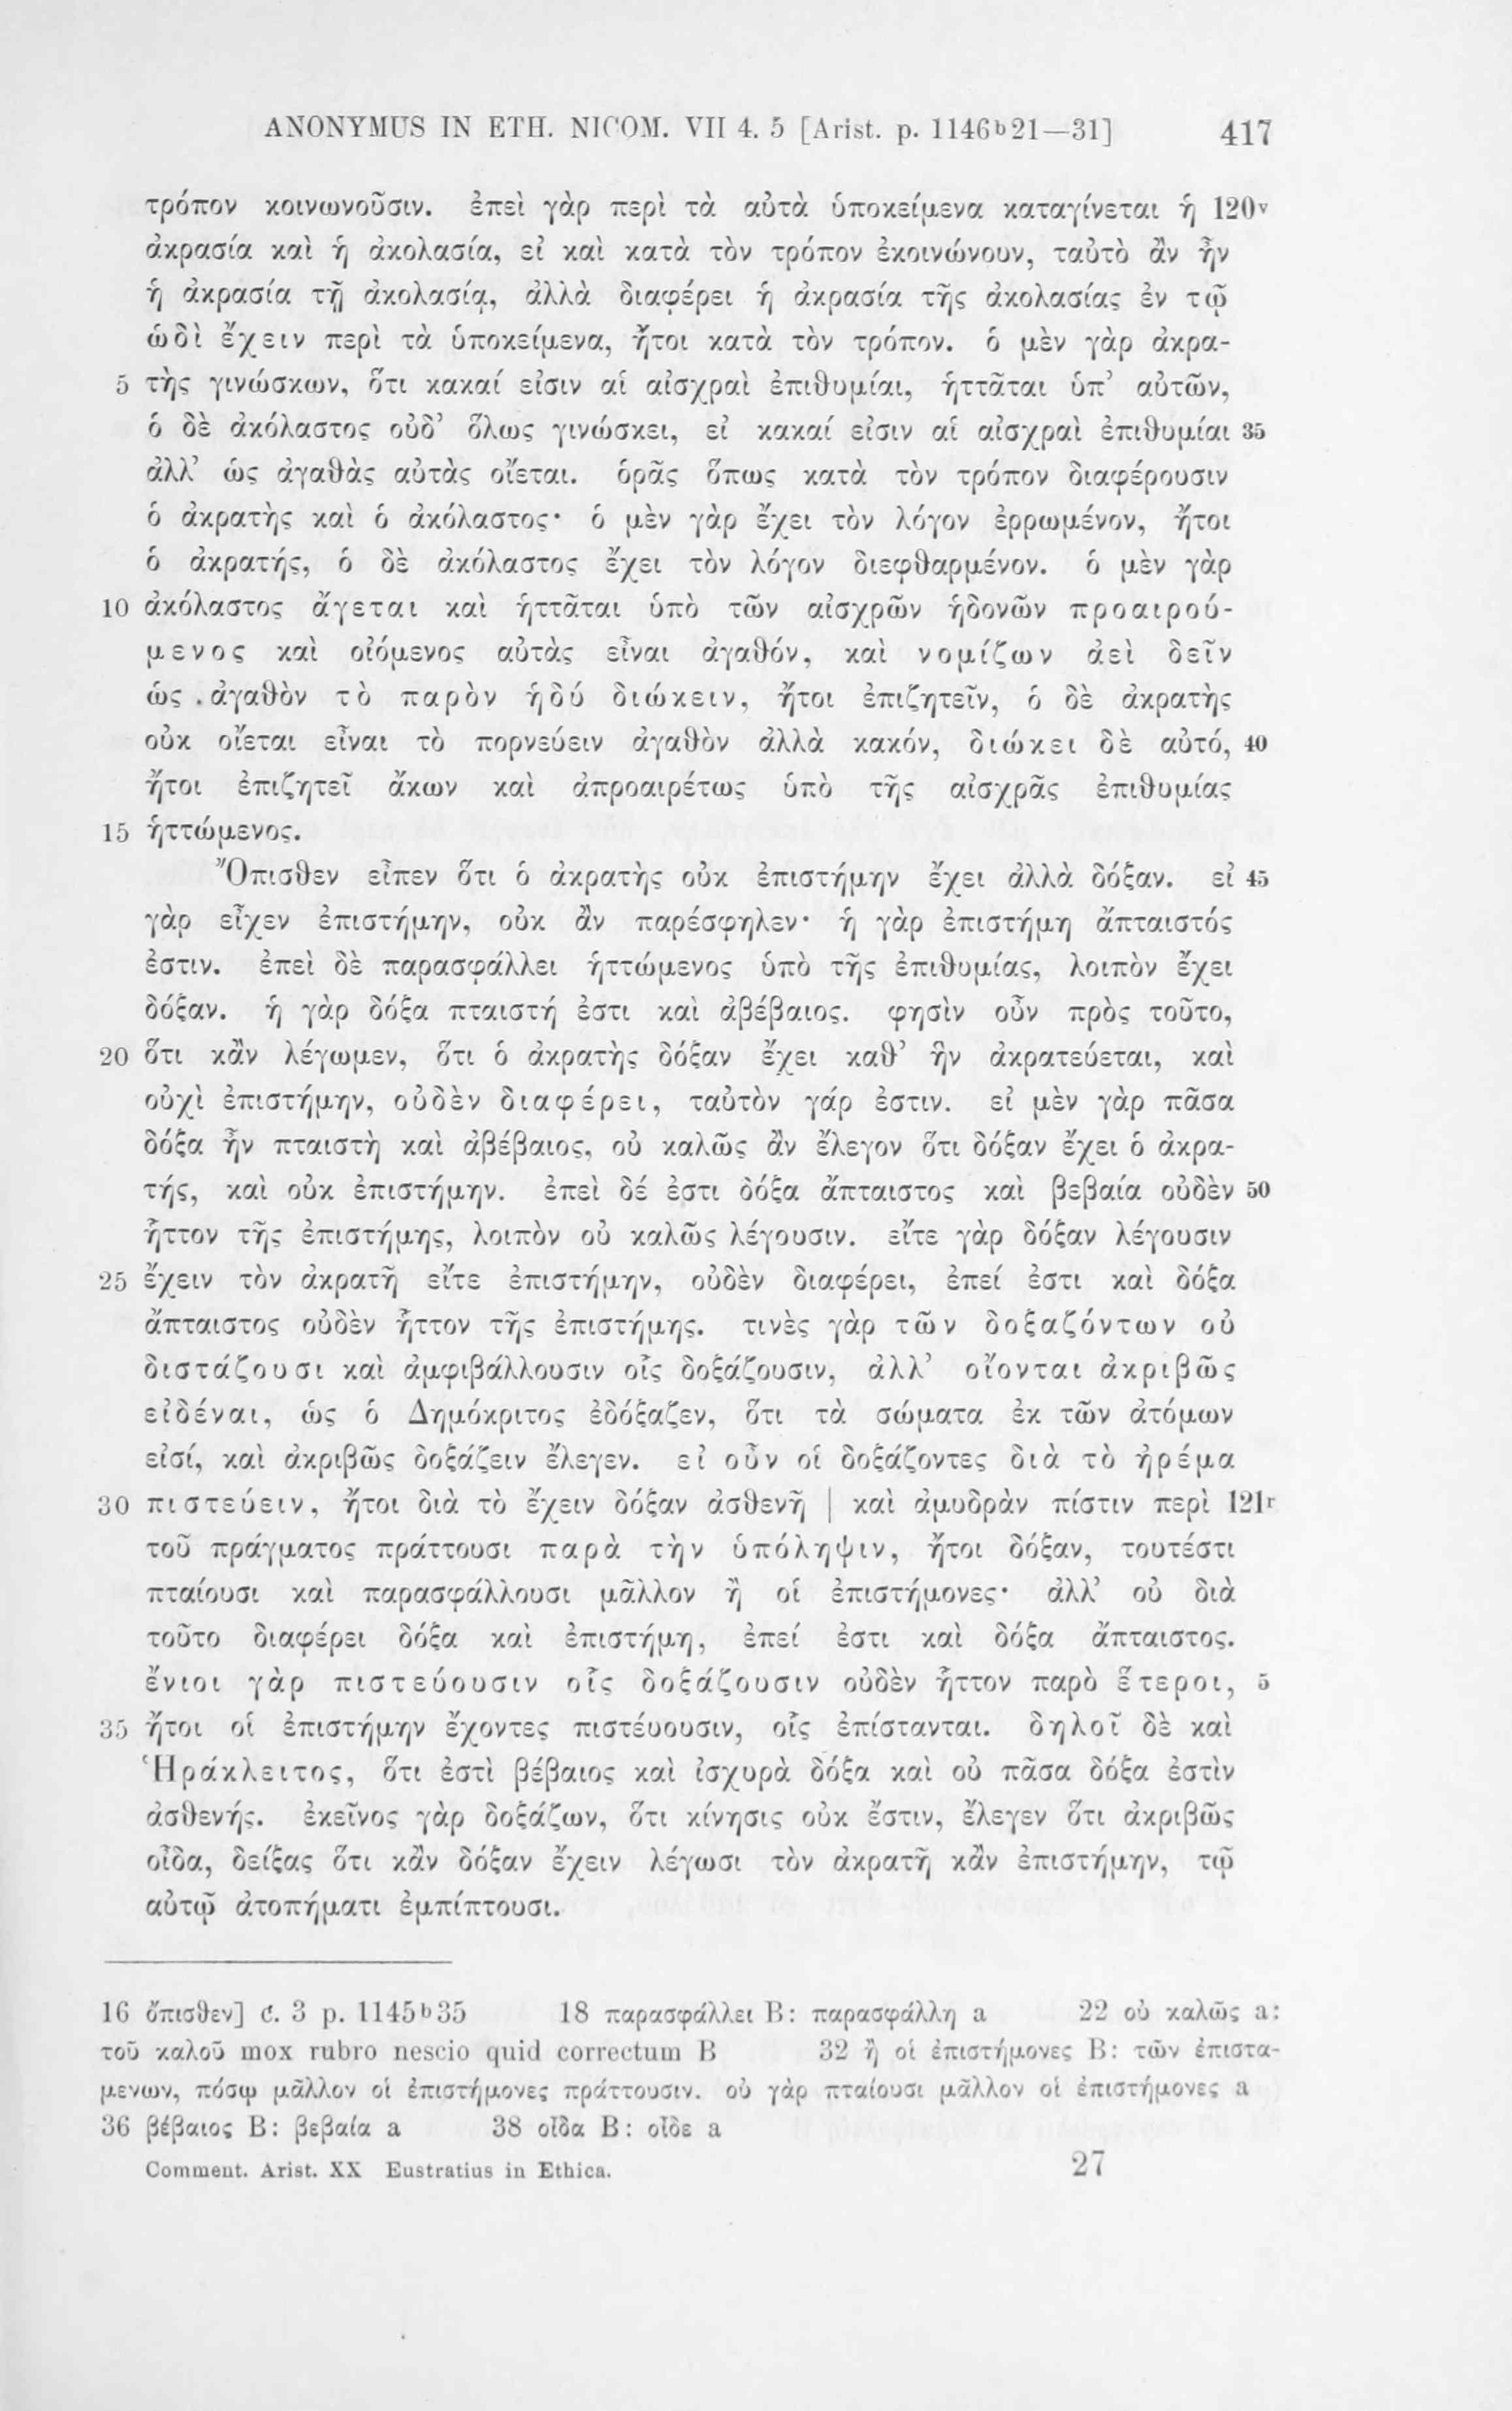 ANONYMUS IN ETH. NICOM. VII 4. 5 [Arist. p. 1146ᵇ21—31] 417
τρόπον κοινωνοῦσιν. ἐπεὶ γὰρ περὶ τὰ αὐτὰ ὑποκείμενα καταγίνεται ἡ 120ᵛ
ἀκρασία καὶ ἡ ἀκολασία, εἰ καὶ κατὰ τὸν τρόπον ἐκοινώνουν, ταὐτὸ ἂν ἦν
ἡ ἀκρασία τῇ ἀκολασίᾳ, ἀλλὰ διαφέρει ἡ ἀκρασία τῆς ἀκολασίας ἐν τῷ
ὡδὶ ἔχειν περὶ τὰ ὑποκείμενα, ἤτοι κατὰ τὸν τρόπον. ὁ μὲν γὰρ ἀκρα-
5 τὴς γινώσκων, ὅτι κακαί εἰσιν αἱ αἰσχραὶ ἐπιθυμίαι, ἡττᾶται ὑπ’ αὐτῶν,
ὁ δὲ ἀκόλαστος οὐδ’ ὅλως γινώσκει, εἰ κακαί εἰσιν αἱ αἰσχραὶ ἐπιθυμίαι 35
ἀλλ’ ὡς ἀγαθὰς αὐτὰς οἴεται. ὁρᾷς ὅπως κατὰ τὸν τρόπον διαφέρουσιν
ὁ ἀκρατὴς καὶ ὁ ἀκόλαστος· ὁ μὲν γὰρ ἔχει τὸν λόγον ἐρρωμένον, ἤτοι
ὁ ἀκρατής, ὁ δὲ ἀκόλαστος ἔχει τὸν λόγον διεφθαρμένον. ὁ μὲν γὰρ
10 ἀκόλαστος ἄγεται καὶ ἡττᾶται ὑπὸ τῶν αἰσχρῶν ἡδονῶν προαιρού-
μενος καὶ οἰόμενος αὐτὰς εἶναι ἀγαθόν, καὶ νομίζων ἀεὶ δεῖν
ὡς ἀγαθὸν τὸ παρὸν ἡδύ διώκειν, ἤτοι ἐπιζητεῖν, ὁ δὲ ἀκρατὴς
οὐκ οἴεται εἶναι τὸ πορνεύειν ἀγαθὸν ἀλλὰ κακόν, διώκει δὲ αὐτό, 40
ἤτοι ἐπιζητεῖ ἄκων καὶ ἀπροαιρέτως ὑπὸ τῆς αἰσχρᾶς ἐπιθυμίας
15 ἡττώμενος.
Ὄπισθεν εἶπεν ὅτι ὁ ἀκρατὴς οὐκ ἐπιστήμην ἔχει ἀλλὰ δόξαν. εἰ 45
γὰρ εἶχεν ἐπιστήμην, οὐκ ἂν παρέσφηλεν· ἡ γὰρ ἐπιστήμη ἄπταιστός
ἐστιν. ἐπεὶ δὲ παρασφάλλει ἡττώμενος ὑπὸ τῆς ἐπιθυμίας, λοιπὸν ἔχει
δόξαν. ἡ γὰρ δόξα πταιστή ἐστι καὶ ἀβέβαιος. φησὶν οὖν πρὸς τοῦτο,
20 ὅτι κἂν λέγωμεν, ὅτι ὁ ἀκρατὴς δόξαν ἔχει καθ’ ἣν ἀκρατεύεται, καὶ
οὐχὶ ἐπιστήμην, οὐδὲν διαφέρει, ταὐτὸν γάρ ἐστιν. εἰ μὲν γὰρ πᾶσα
δόξα ἦν πταιστὴ καὶ ἀβέβαιος, οὐ καλῶς ἂν ἔλεγον ὅτι δόξαν ἔχει ὁ ἀκρα-
τής, καὶ οὐκ ἐπιστήμην. ἐπεὶ δέ ἐστι δόξα ἄπταιστος καὶ βεβαία οὐδὲν 50
ἧττον τῆς ἐπιστήμης, λοιπὸν οὐ καλῶς λέγουσιν. εἴτε γὰρ δόξαν λέγουσιν
25 ἔχειν τὸν ἀκρατῆ εἴτε ἐπιστήμην, οὐδὲν διαφέρει, ἐπεί ἐστι καὶ δόξα
ἄπταιστος οὐδὲν ἧττον τῆς ἐπιστήμης. τινὲς γὰρ τῶν δοξαζόντων οὐ
διστάζουσι καὶ ἀμφιβάλλουσιν οἷς δοξάζουσιν, ἀλλ’ οἴονται ἀκριβῶς
εἰδέναι, ὡς ὁ Δημόκριτος ἐδόξαζεν, ὅτι τὰ σώματα ἐκ τῶν ἀτόμων
εἰσί, καὶ ἀκριβῶς δοξάζειν ἔλεγεν. εἰ οὖν οἱ δοξάζοντες διὰ τὸ ἠρέμα
30 πιστεύειν, ἤτοι διὰ τὸ ἔχειν δόξαν ἀσθενῆ | καὶ ἀμυδρὰν πίστιν περὶ 121ʳ
τοῦ πράγματος πράττουσι παρὰ τὴν ὑπόληψιν, ἤτοι δόξαν, τουτέστι
πταίουσι καὶ παρασφάλλουσι μᾶλλον ἢ οἱ ἐπιστήμονες· ἀλλ’ οὐ διὰ
τοῦτο διαφέρει δόξα καὶ ἐπιστήμη, ἐπεί ἐστι καὶ δόξα ἄπταιστος.
ἔνιοι γὰρ πιστεύουσιν οἷς δοξάζουσιν οὐδὲν ἧττον παρὸ ἕτεροι, 5
35 ἤτοι οἱ ἐπιστήμην ἔχοντες πιστέυουσιν, οἷς ἐπίστανται. δηλοῖ δὲ καὶ
Ἡράκλειτος, ὅτι ἐστὶ βέβαιος καὶ ἰσχυρὰ δόξα καὶ οὐ πᾶσα δόξα ἐστὶν
ἀσθενής. ἐκεῖνος γὰρ δοξάζων, ὅτι κίνησις οὐκ ἔστιν, ἔλεγεν ὅτι ἀκριβῶς
οἶδα, δείξας ὅτι κἂν δόξαν ἔχειν λέγωσι τὸν ἀκρατῆ κἂν ἐπιστήμην, τῷ
αὐτῷ ἀτοπήματι ἐμπίπτουσι.
16 ὄπισθεν] c. 3 p. 1145ᵇ35 18 παρασφάλλει B: παρασφάλλη a 22 οὐ καλῶς a:
τοῦ καλοῦ mox rubro nescio quid correctum B 32 ἢ οἱ ἐπιστήμονες B: τῶν ἐπιστα-
μενων, πόσῳ μᾶλλον οἱ ἐπιστήμονες πράττουσιν. οὐ γὰρ πταίουσι μᾶλλον οἱ ἐπιστήμονες a
36 βέβαιος B: βεβαία a 38 οἶδα B: οἶδε a
Comment. Arist. XX Eustratius in Ethica. 27